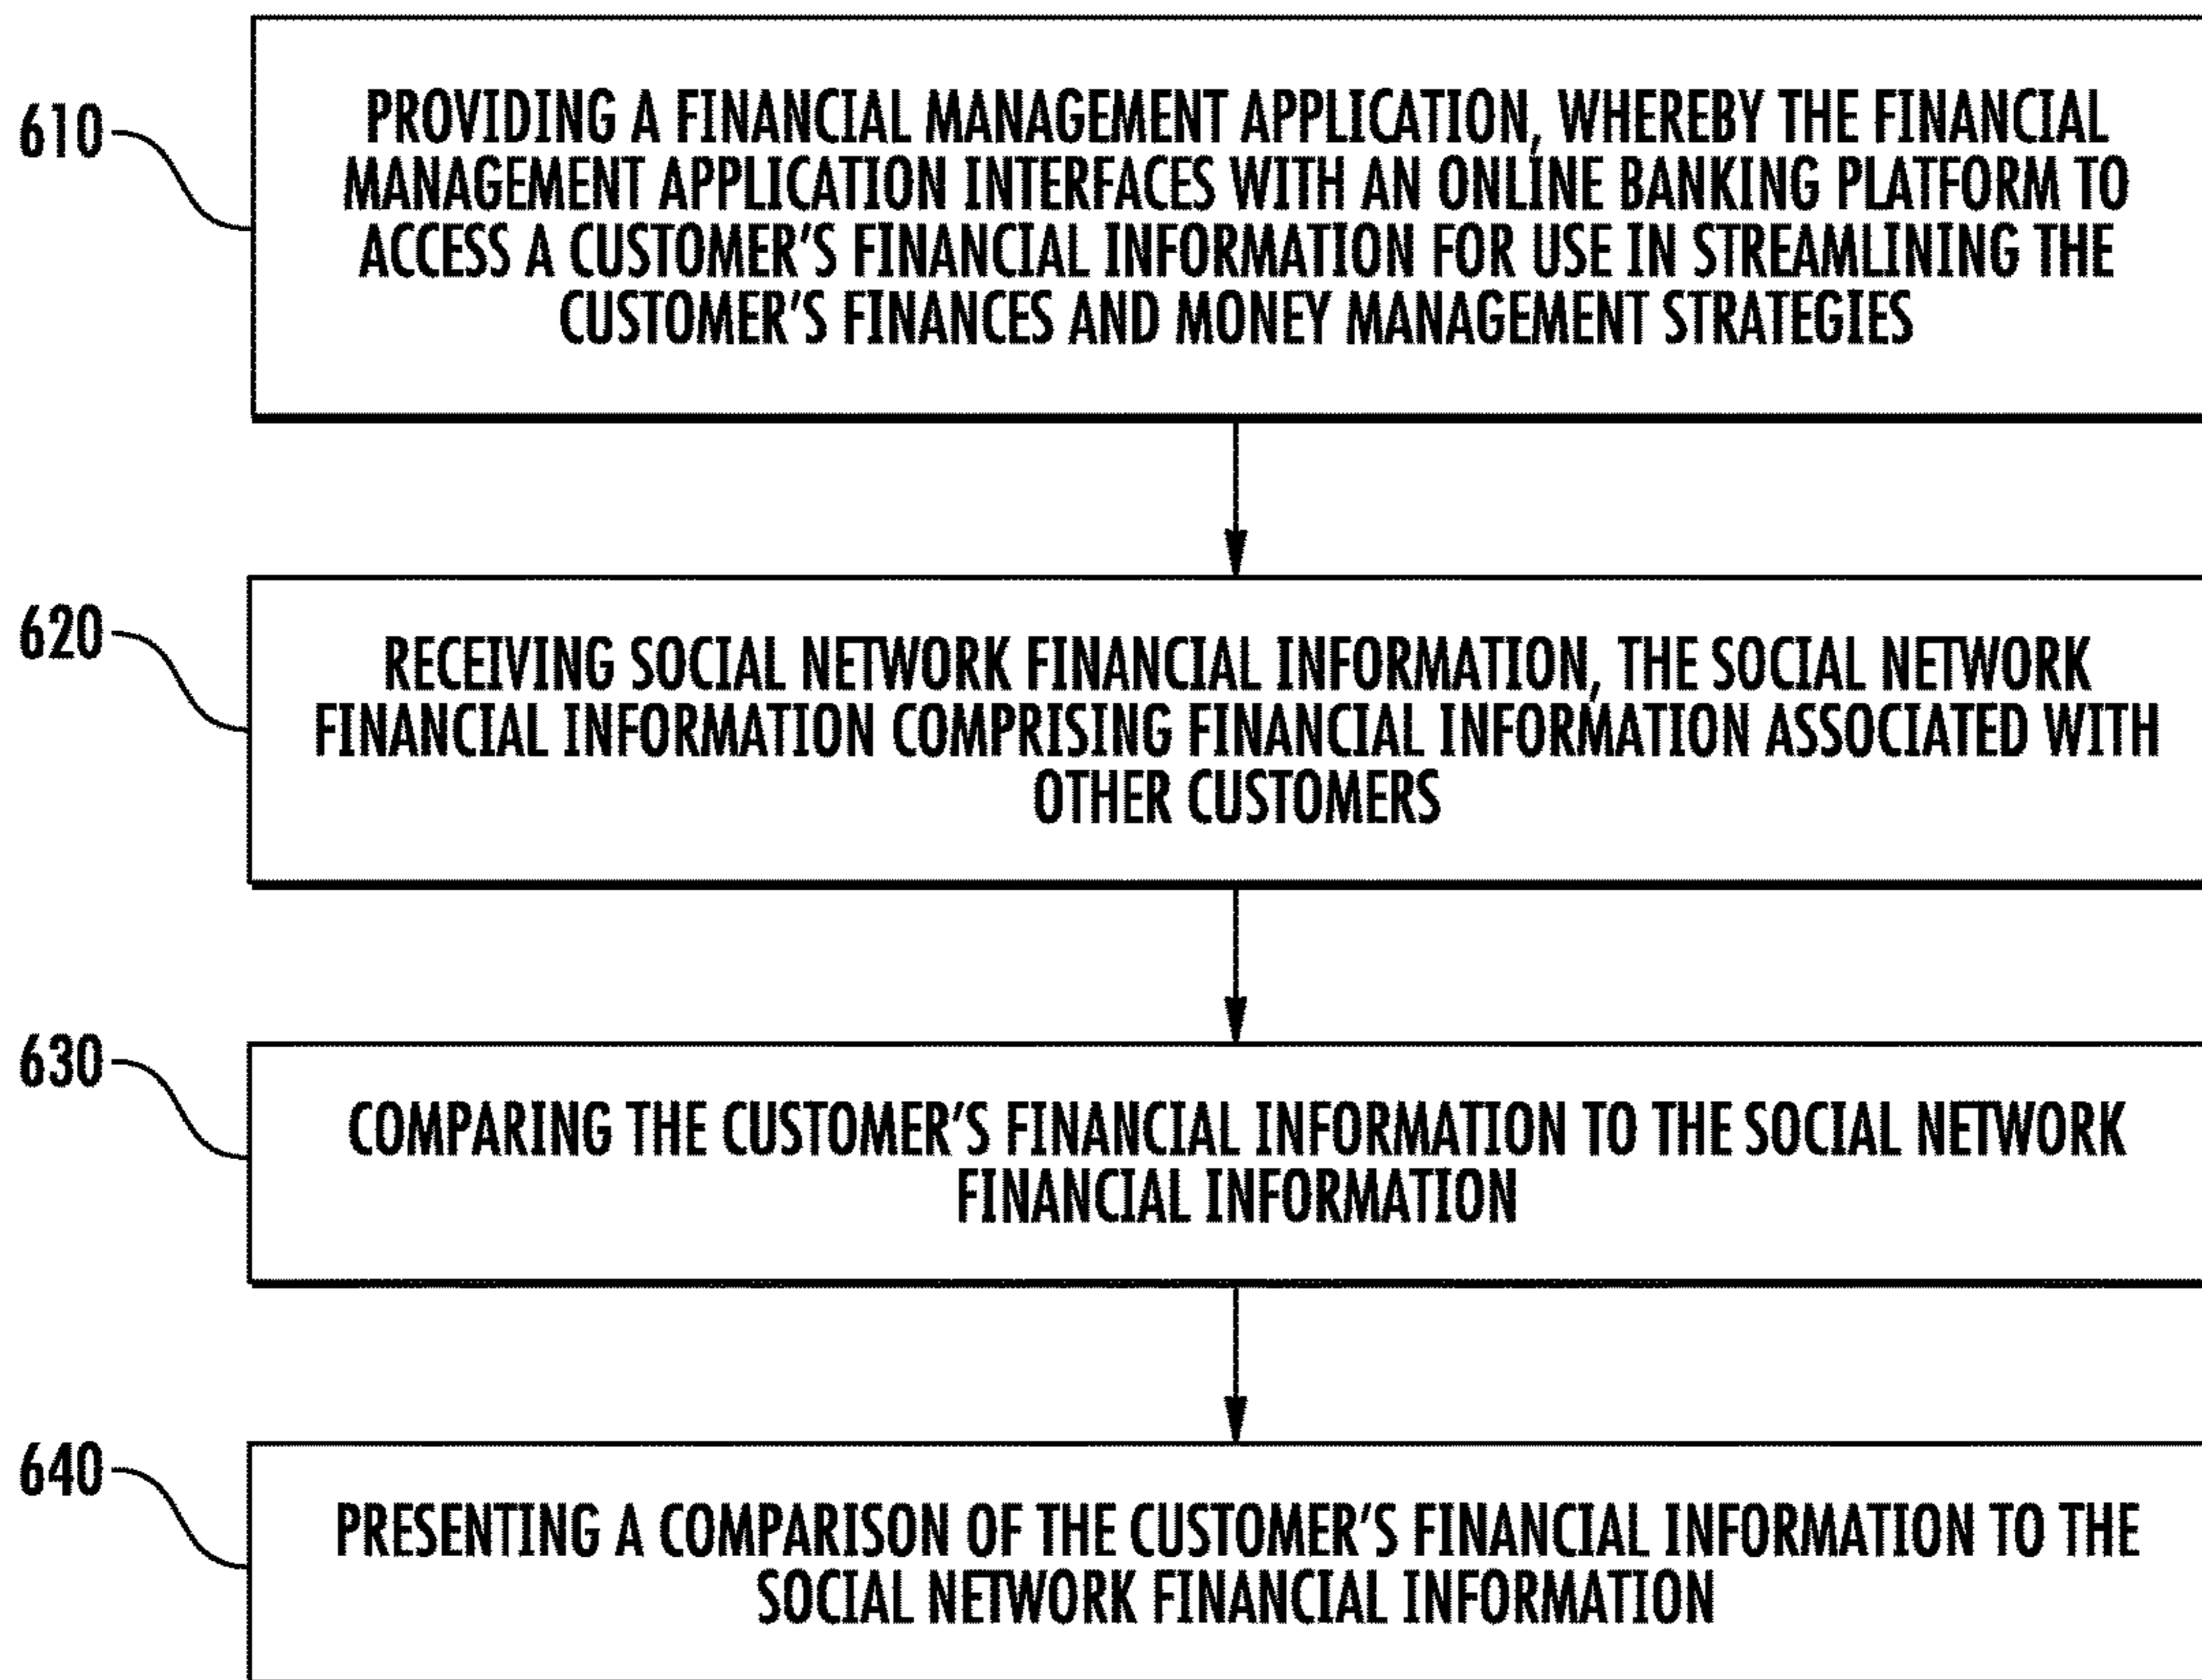 610
PROVIDING A FINANCIAL MANAGEMENT APPLICATION, WHEREBY THE FINANCIAL
MANAGEMENT APPLICATION INTERFACES WITH AN ONLINE BANKING PLATFORM TO
ACCESS A CUSTOMER'S FINANCIAL INFORMATION FOR USE IN STREAMLINING THE
CUSTOMER'S FINANCES AND MONEY MANAGEMENT STRATEGIES
620
RECEIVING SOCIAL NETWORK FINANCIAL INFORMATION, THE SOCIAL NETWORK
FINANCIAL INFORMATION COMPRISING FINANCIAL INFORMATION ASSOCIATED WITH
OTHER CUSTOMERS
630
COMPARING THE CUSTOMER'S FINANCIAL INFORMATION TO THE SOCIAL NETWORK
FINANCIAL INFORMATION
640
PRESENTING A COMPARISON OF THE CUSTOMER'S FINANCIAL INFORMATION TO THE
SOCIAL NETWORK FINANCIAL INFORMATION